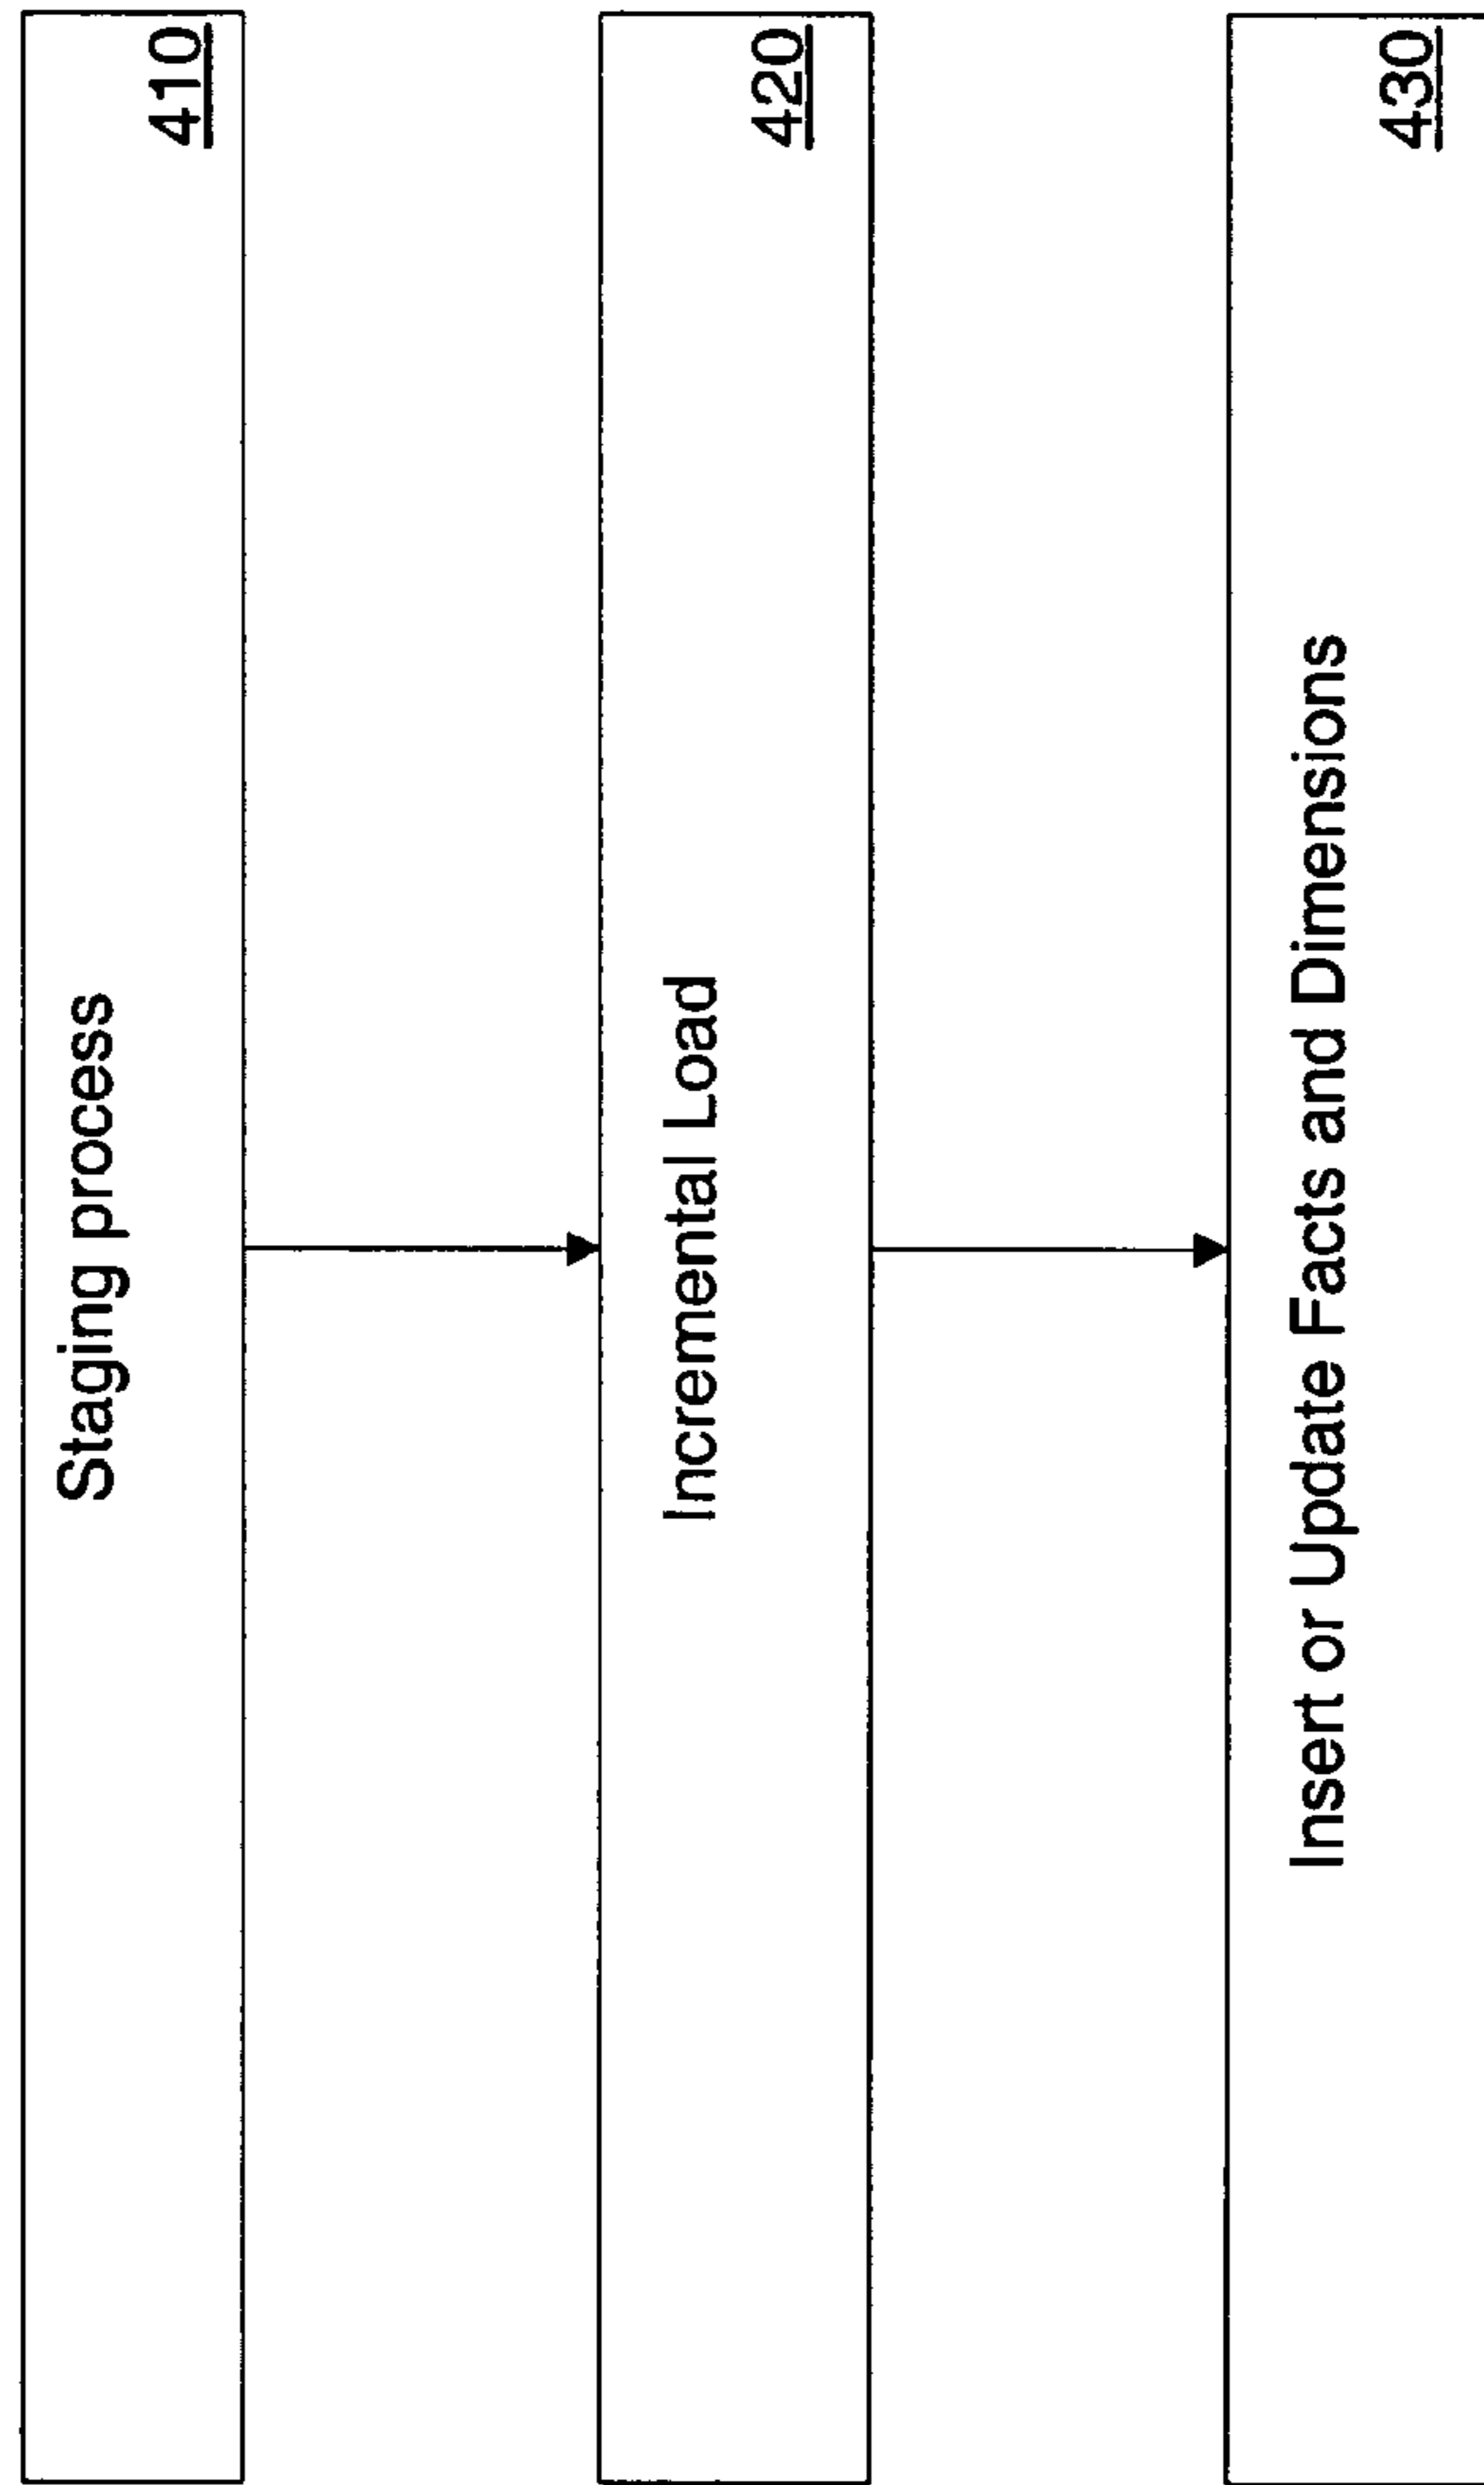 Staging process
410
Incremental Load
420
Insert or Update Facts and Dimensions
430